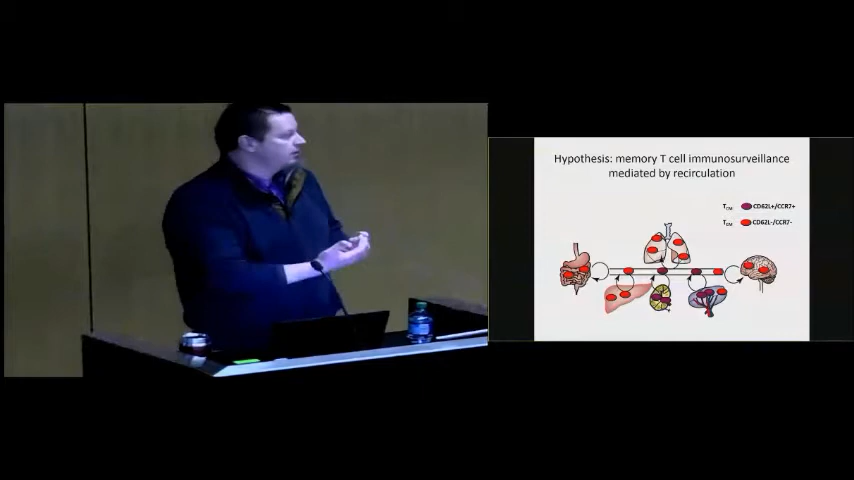 Hypothesis: memory T cell immunosurveillance
mediated by recirculation
CD62L+/CCR7+
CD62L-/CCR7-